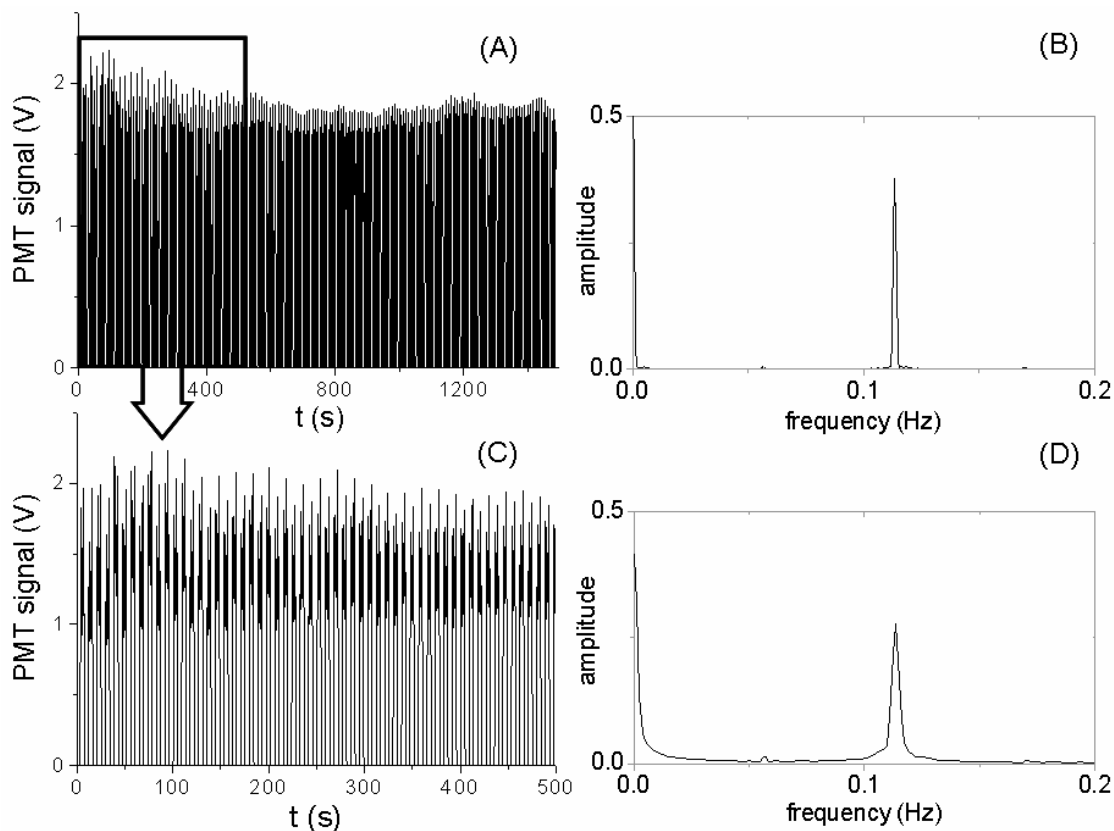 (A)
PMT signal (V)
2
1
0
0 400 800 1200
t (s)
(B)
amplitude
0.5
0.0
0.0 0.1 0.2
frequency (Hz)
(C)
PMT signal (V)
2
1
0
0 100 200 300 400 500
t (s)
(D)
amplitude
0.5
0.0
0.0 0.1 0.2
frequency (Hz)